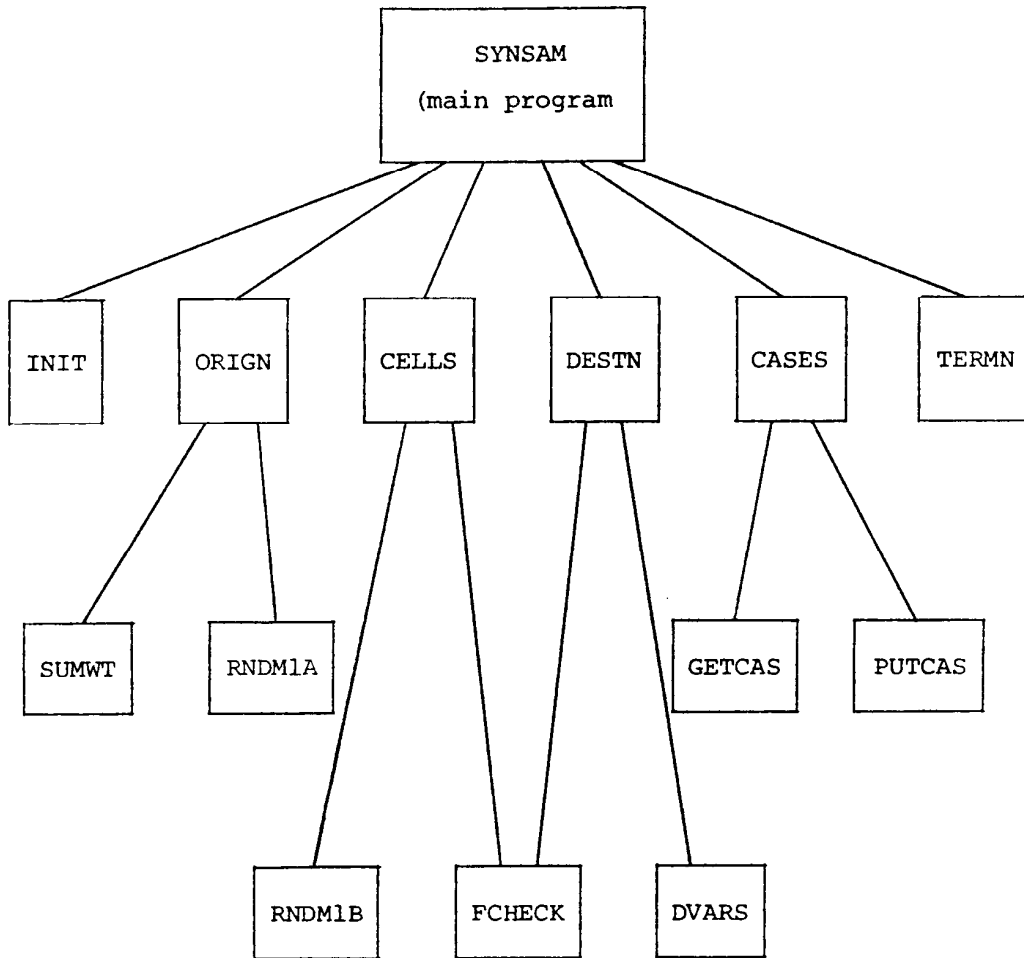 SYNSAM
(main program
INIT
ORIGN
CELLS
DESTN
CASES
TERMN
SUMWT
RNDM1A
GETCAS
PUTCAS
RNDM1B
FCHECK
DVARS